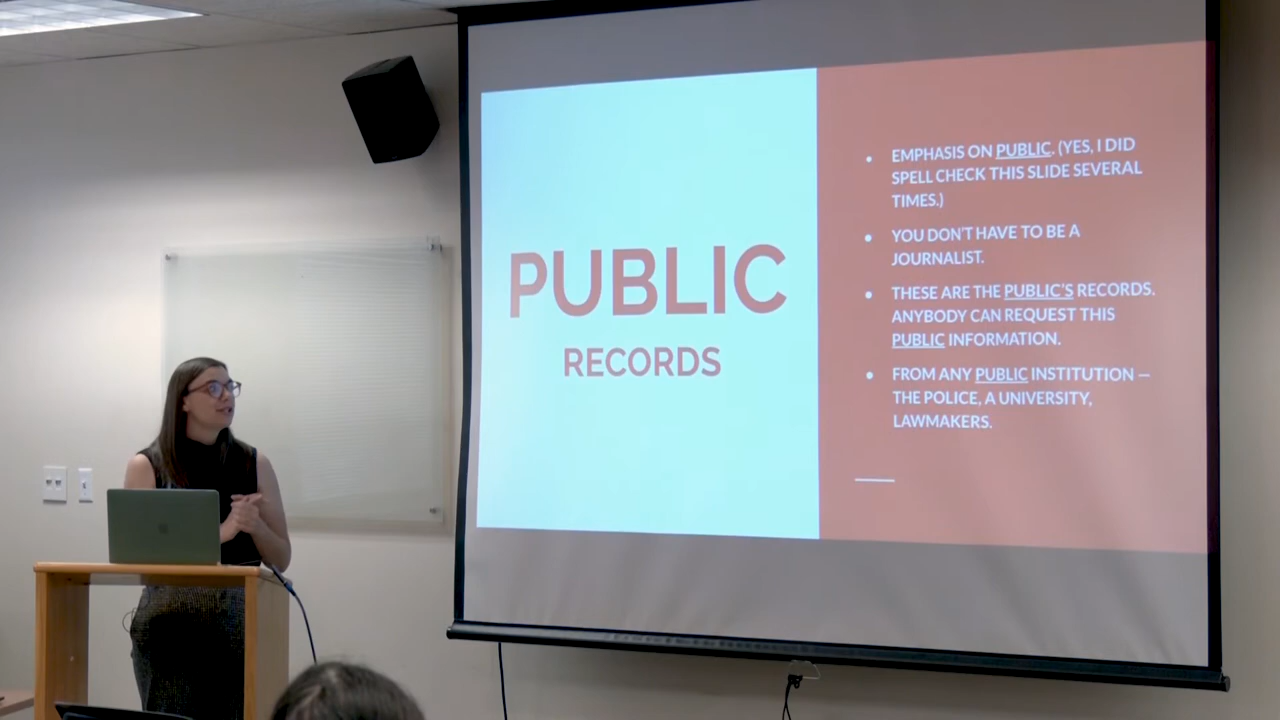 PUBLIC
RECORDS
• EMPHASIS ON PUBLIC. (YES, I DID
SPELL CHECK THIS SLIDE SEVERAL
TIMES.)
• YOU DON'T HAVE TO BE A
JOURNALIST.
• THESE ARE THE PUBLIC'S RECORDS.
ANYBODY CAN REQUEST THIS
PUBLIC INFORMATION.
• FROM ANY PUBLIC INSTITUTION —
THE POLICE, A UNIVERSITY,
LAWMAKERS.